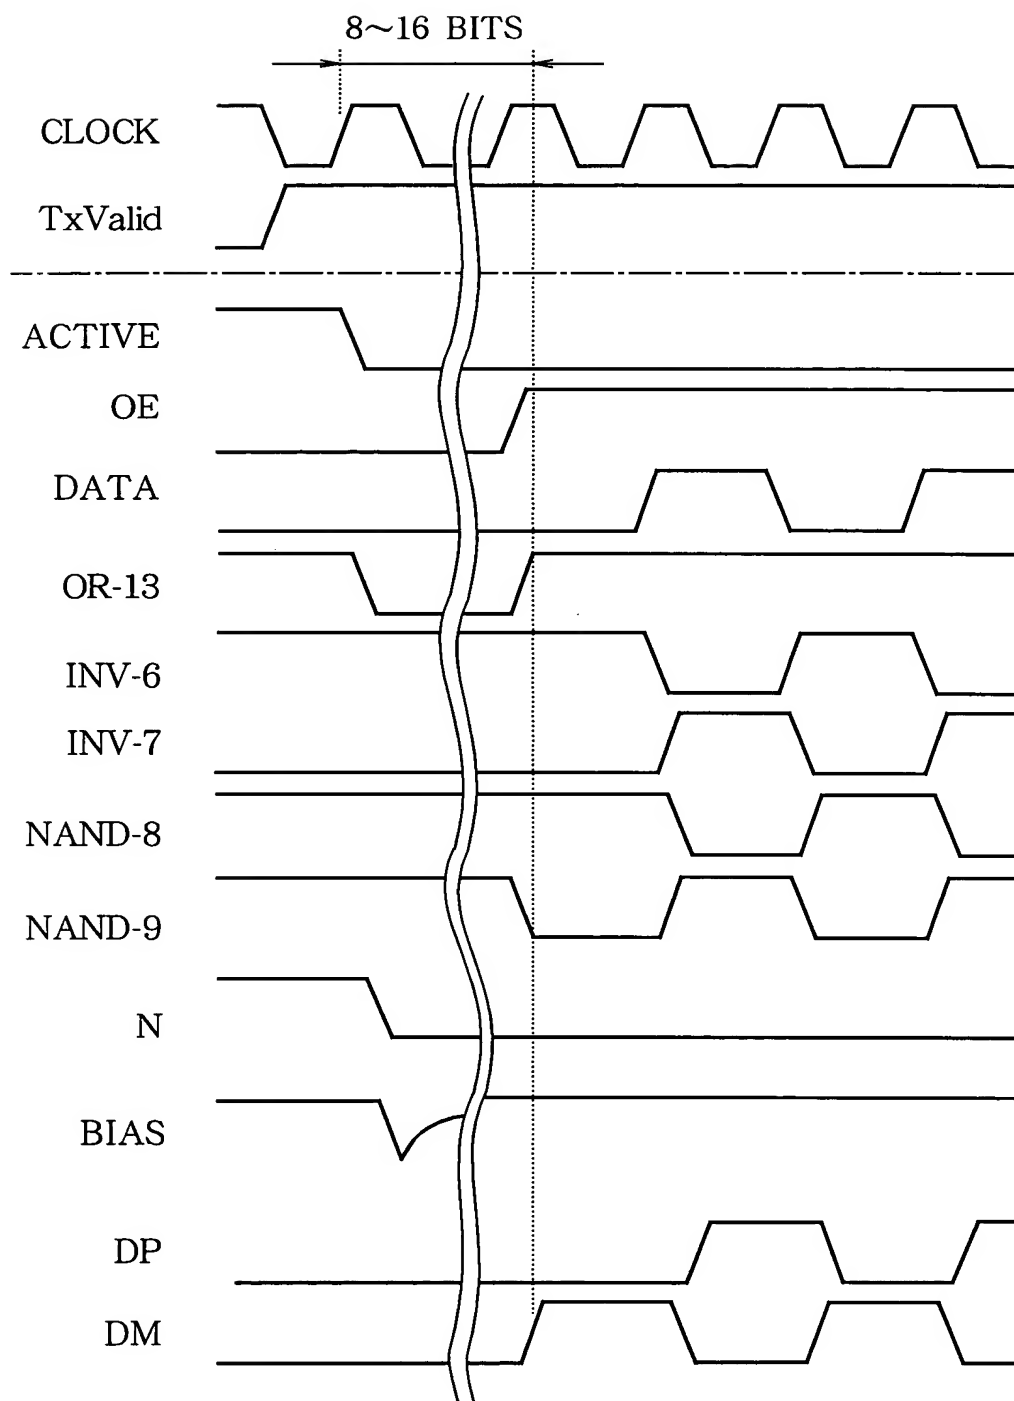 8~16 BITS
CLOCK
TxValid
ACTIVE
OE
DATA
OR-13
INV-6
INV-7
NAND-8
NAND-9
N
BIAS
DP
DM